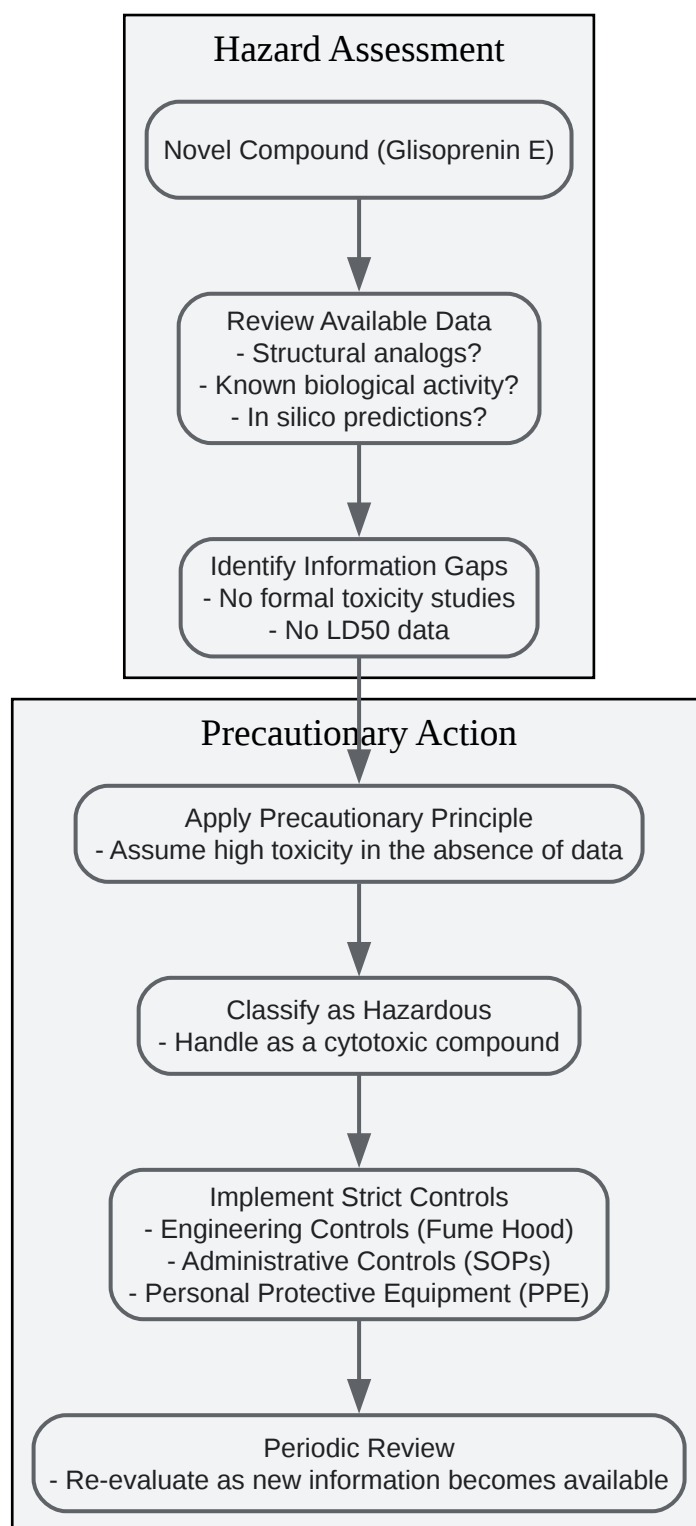 Hazard Assessment
Novel Compound (Glisoprenin E)
Review Available Data
- Structural analogs?
- Known biological activity?
- In silico predictions?
Identify Information Gaps
- No formal toxicity studies
- No LD50 data
Precautionary Action
Apply Precautionary Principle
- Assume high toxicity in the absence of data
Classify as Hazardous
- Handle as a cytotoxic compound
Implement Strict Controls
- Engineering Controls (Fume Hood)
- Administrative Controls (SOPs)
- Personal Protective Equipment (PPE)
Periodic Review
- Re-evaluate as new information becomes available